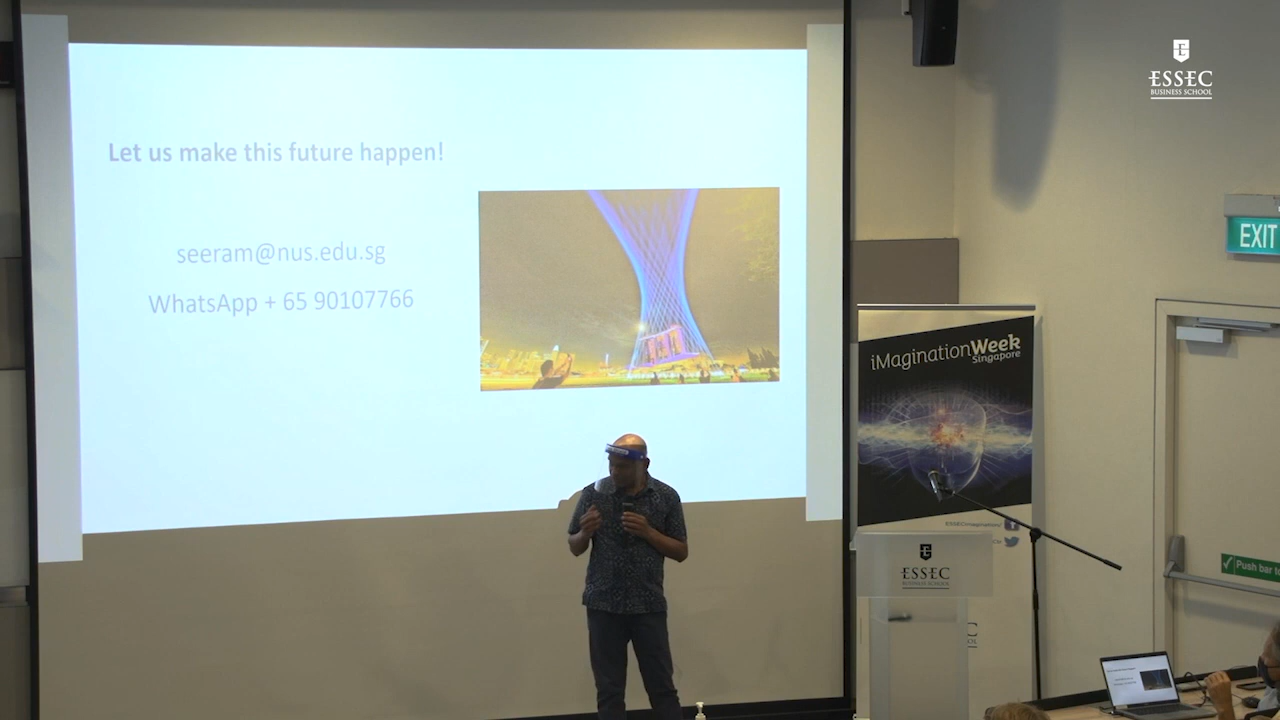 Let us make this future happen!
seeram@nus.edu.sg
WhatsApp + 65 90107766
ESSEC
BUSINESS SCHOOL
EXIT
iMaginationWeek
Singapore
ESSEC
BUSINESS SCHOOL
Push bar